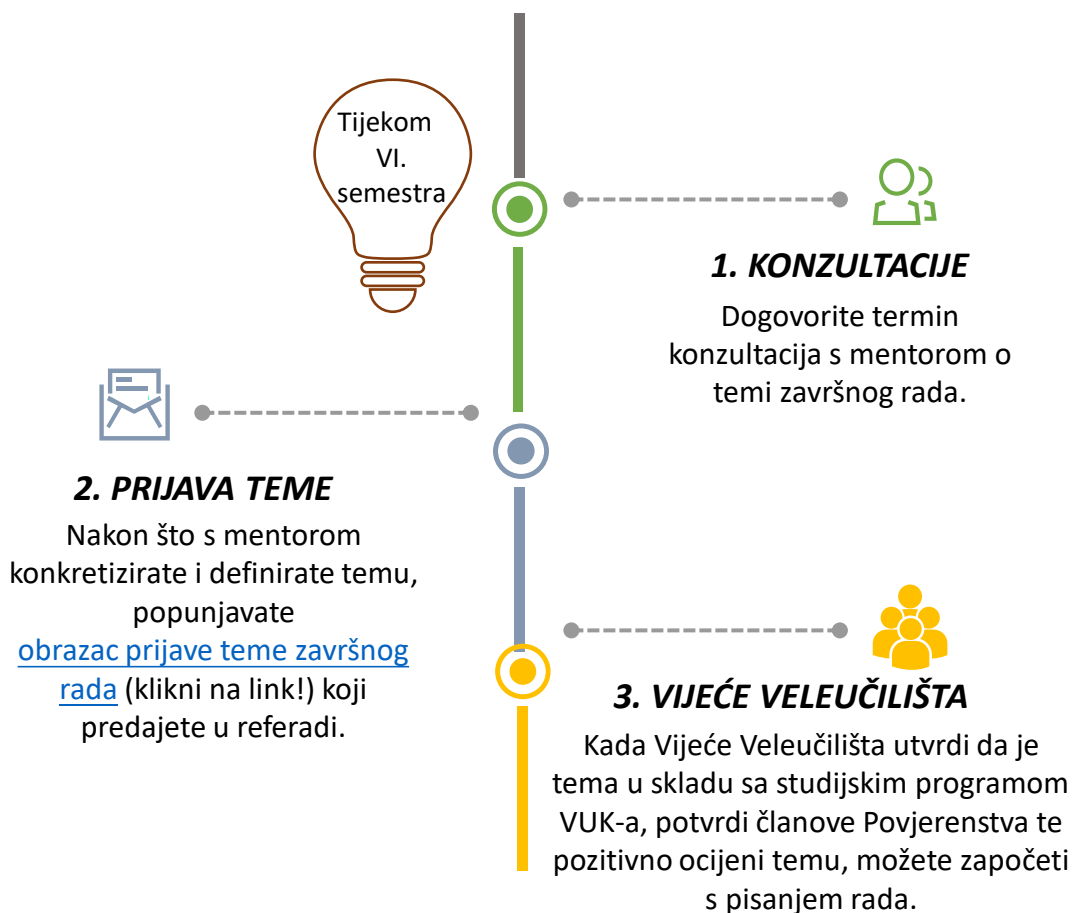 Tijekom
VI.
semestra
1. KONZULTACIJE
Dogovorite termin
konzultacija s mentorom o
temi završnog rada.
2. PRIJAVA TEME
Nakon što s mentorom
konkretizirate i definirate temu,
popunjavate
obrazac prijave teme završnog
rada (klikni na link!) koji
predajete u referadi.
3. VIJEĆE VELEUČILIŠTA
Kada Vijeće Veleučilišta utvrdi da je
tema u skladu sa studijskim programom
VUK-a, potvrdi članove Povjerenstva te
pozitivno ocijeni temu, možete započeti
s pisanjem rada.